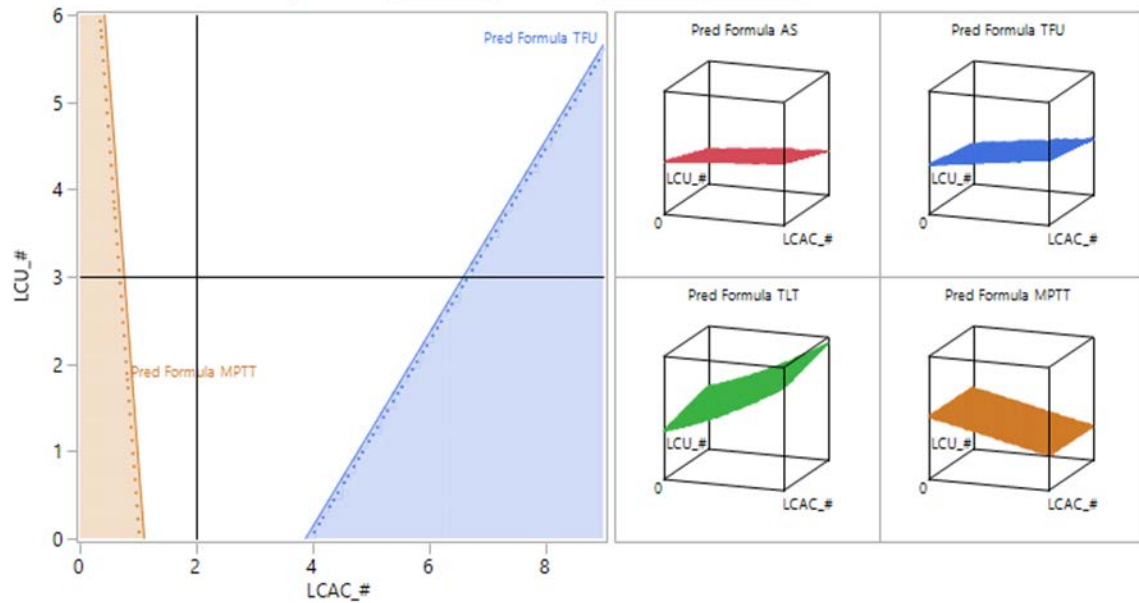 6
5
4
3
2
1
0
LCU_#
0
2
4
6
8
LCAC_#
Pred Formula TFU
Pred Formula MPTT
Pred Formula AS
LCU_#
0
LCAC_#
Pred Formula TFU
LCU_#
0
LCAC_#
Pred Formula TLT
LCU_#
0
LCAC_#
Pred Formula MPTT
LCU_#
0
LCAC_#